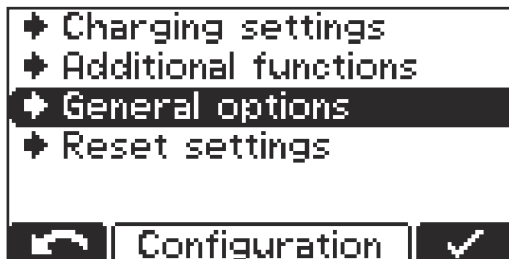 Charging settings
Additional functions
General options
Reset settings
Configuration